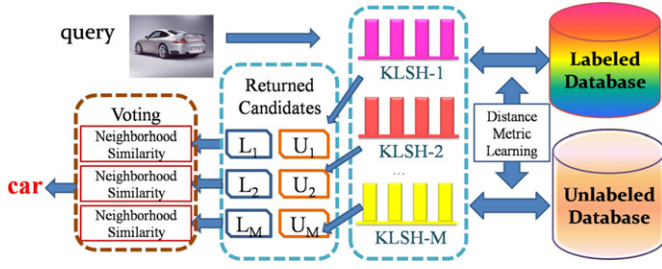 query
KLSH-1
Labeled
Database
Returned
Candidates
Voting
Neighborhood
Similarity
L1
U1
KLSH-2
Distance
Metric
Learning
Neighborhood
Similarity
L2
U2
...
car
Neighborhood
Similarity
LM
UM
KLSH-M
Unlabeled
Database